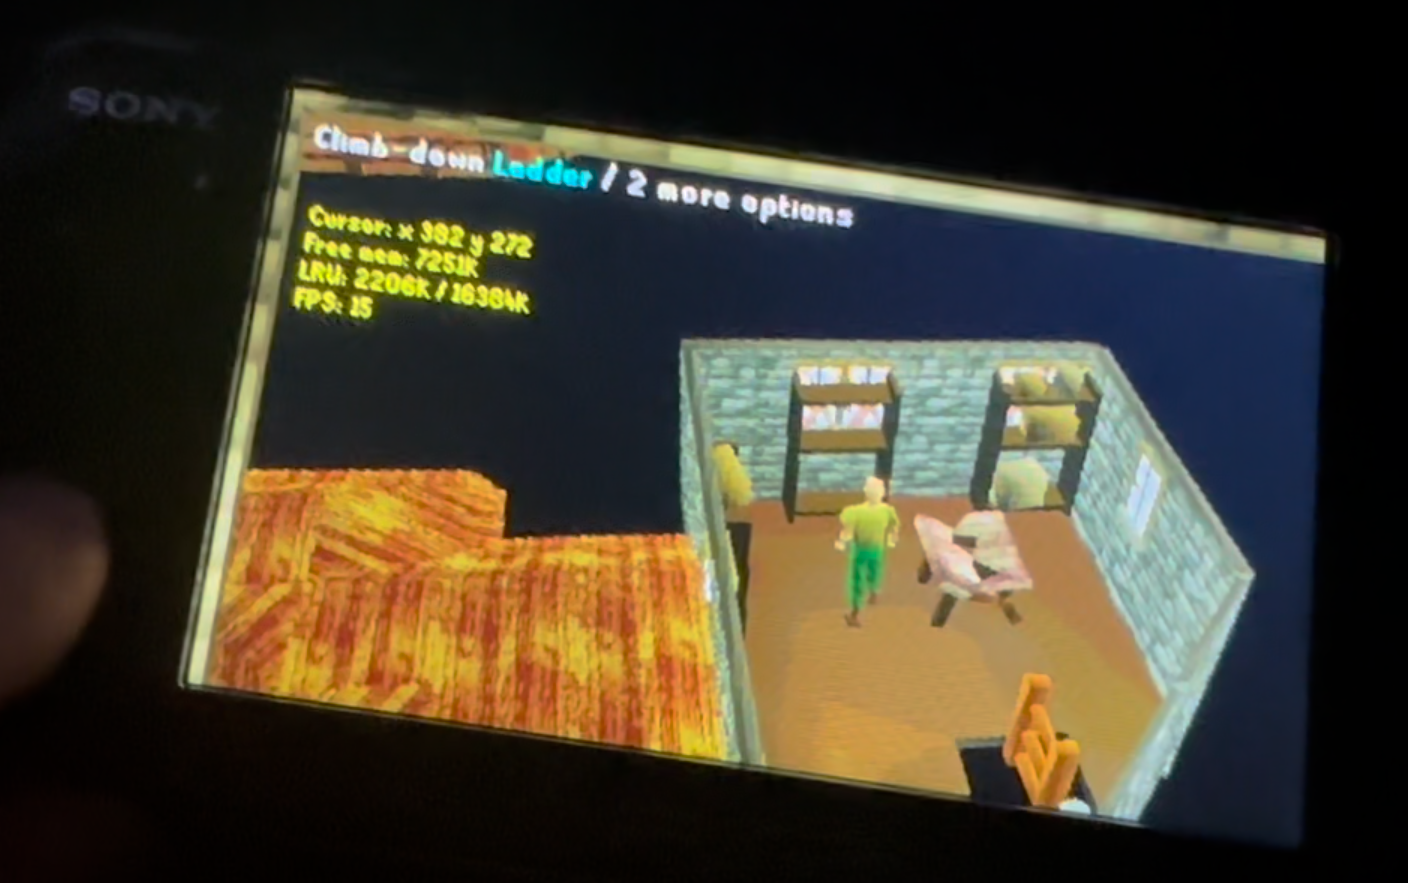 SONY
Climb-down Ladder / 2 more options
Cursor: x 382 y 272
Free mem: 7251K
LRU: 2206K / 16384K
FPS: 15